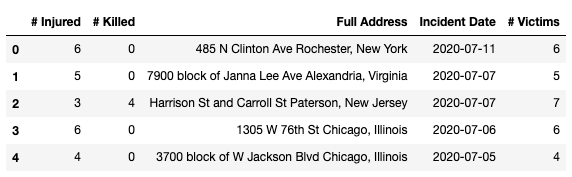 # Injured # Killed Full Address Incident Date # Victims
0 6 0 485 N Clinton Ave Rochester, New York 2020-07-11 6
1 5 0 7900 block of Janna Lee Ave Alexandria, Virginia 2020-07-07 5
2 3 4 Harrison St and Carroll St Paterson, New Jersey 2020-07-07 7
3 6 0 1305 W 76th St Chicago, Illinois 2020-07-06 6
4 4 0 3700 block of W Jackson Blvd Chicago, Illinois 2020-07-05 4